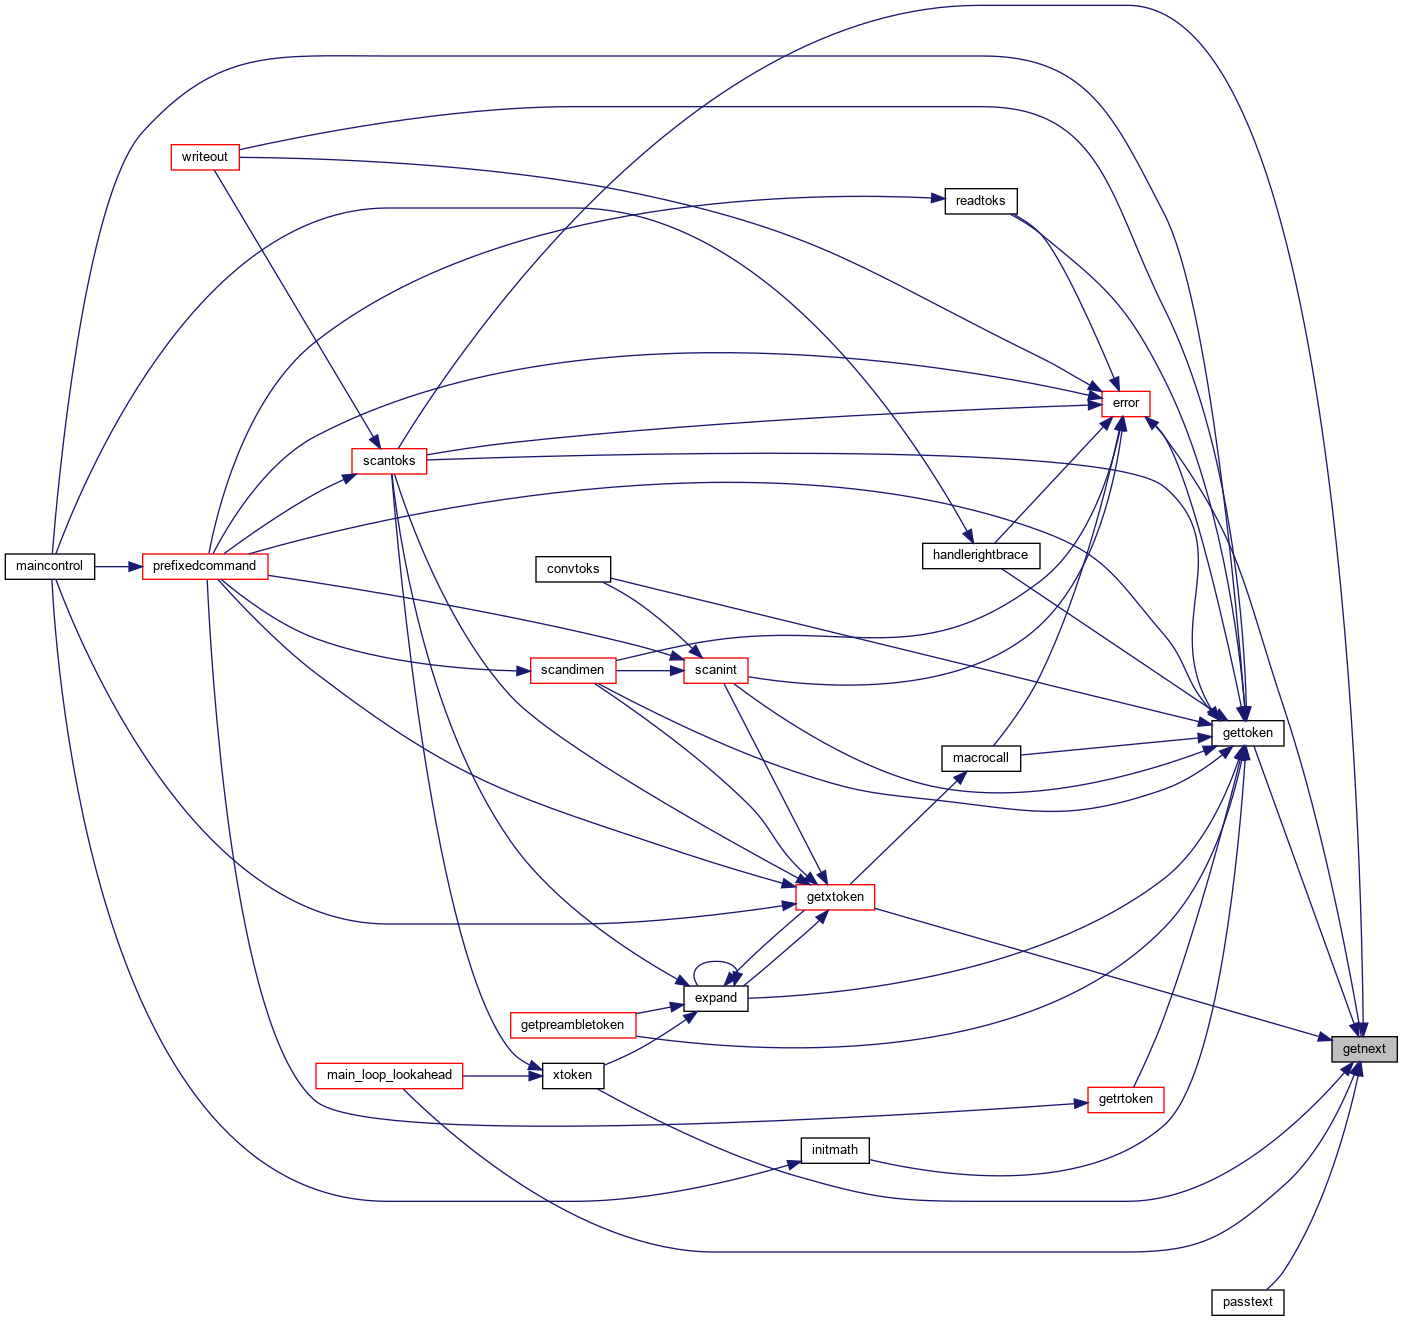 writeout
readtoks
error
scantoks
handlerightbrace
maincontrol
prefixedcommand
convtoks
scandimen
scanint
gettoken
macrocall
getxtoken
expand
getpreambletoken
getnext
main_loop_lookahead
xtoken
getrtoken
initmath
passtext